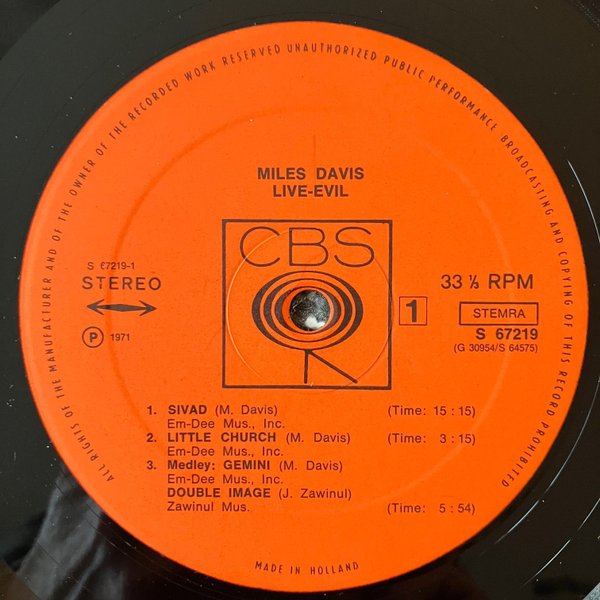 ALL RIGHTS OF THE MANUFACTURER AND OF THE OWNER OF THE RECORDED WORK RESERVED UNAUTHORIZED PUBLIC PERFORMANCE BROADCASTING AND COPYING OF THIS RECORD PROHIBITED
MILES DAVIS
LIVE-EVIL
CBS
S 67219-1
STEREO
Ⓟ 1971
33 ⅓ RPM
1
STEMRA
S 67219
(G 30954/S 64575)
1. SIVAD (M. Davis) (Time: 15 : 15)
Em-Dee Mus., Inc.
2. LITTLE CHURCH (M. Davis) (Time: 3 : 15)
Em-Dee Mus., Inc.
3. Medley: GEMINI (M. Davis)
Em-Dee Mus., Inc.
DOUBLE IMAGE (J. Zawinul)
Zawinul Mus. (Time: 5 : 54)
MADE IN HOLLAND